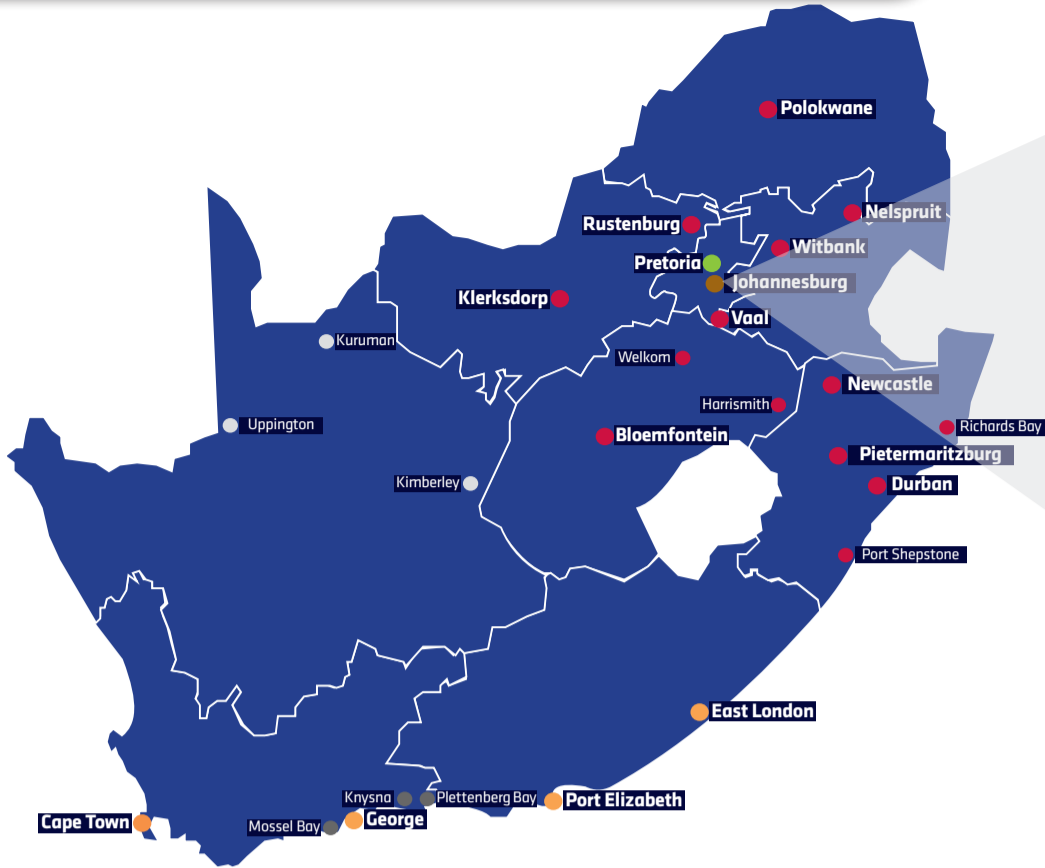 Polokwane
Nelspruit
Rustenburg
Witbank
Pretoria
Johannesburg
Klerksdorp
Vaal
Kuruman
Welkom
Newcastle
Harrismith
Uppington
Richards Bay
Bloemfontein
Pietermaritzburg
Kimberley
Durban
Port Shepstone
East London
Knysna
Plettenberg Bay
Port Elizabeth
George
Cape Town
Mossel Bay